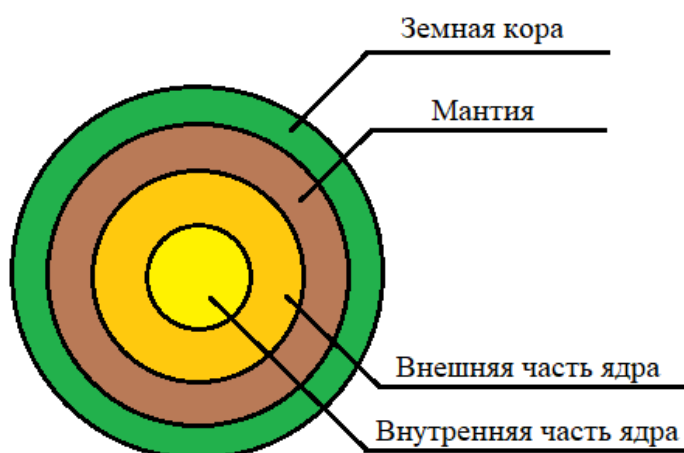 Земная кора
Мантия
Внешняя часть ядра
Внутренняя часть ядра